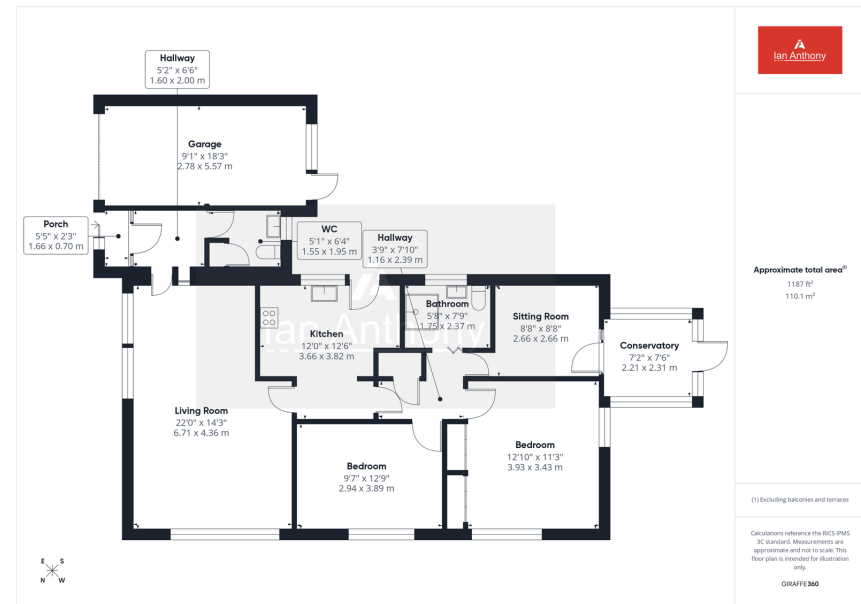 Hallway
5'2" x 6'6"
1.60 x 2.00 m
Garage
9'1" x 18'3"
2.78 x 5.57 m
Porch
5'5" x 2'3"
1.66 x 0.70 m
WC
5'1" x 6'4"
1.55 x 1.95 m
Hallway
3'9" x 7'10"
1.16 x 2.39 m
Bathroom
5'8" x 7'9"
1.75 x 2.37 m
Kitchen
12'0" x 12'6"
3.66 x 3.82 m
Sitting Room
8'8" x 8'8"
2.66 x 2.66 m
Conservatory
7'2" x 7'6"
2.21 x 2.31 m
Living Room
22'0" x 14'3"
6.71 x 4.36 m
Bedroom
9'7" x 12'9"
2.94 x 3.89 m
Bedroom
12'10" x 11'3"
3.93 x 3.43 m
Ian Anthony
E S
N W
Ian Anthony
Approximate total area(1)
1187 ft²
110.1 m²
(1) Excluding balconies and terraces
Calculations reference the RICS IPMS
3C standard. Measurements are
approximate and not to scale. This
floor plan is intended for illustration
only.
GIRAFFE360